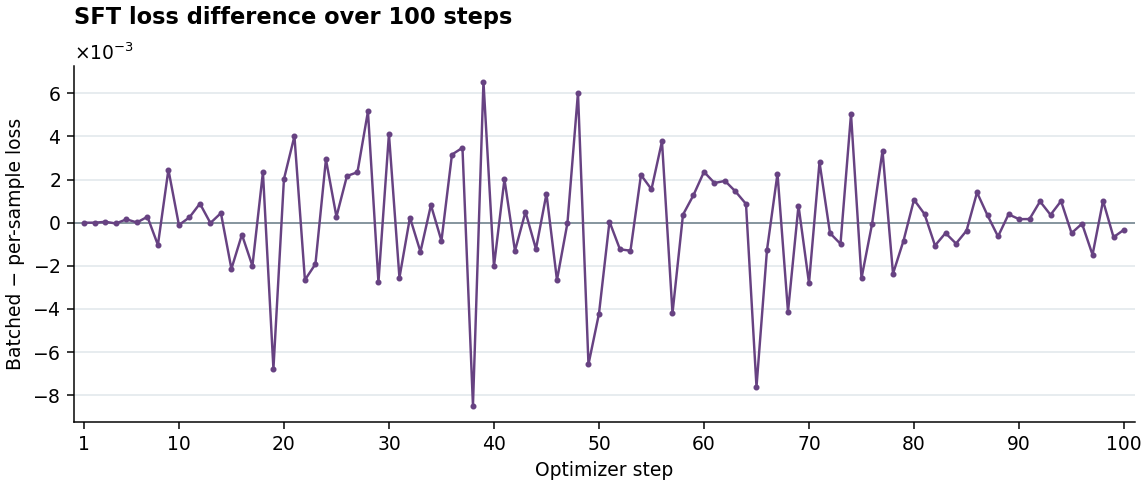 SFT loss difference over 100 steps
×10⁻³
6
4
2
0
−2
−4
−6
−8
Batched − per-sample loss
1 10 20 30 40 50 60 70 80 90 100
Optimizer step